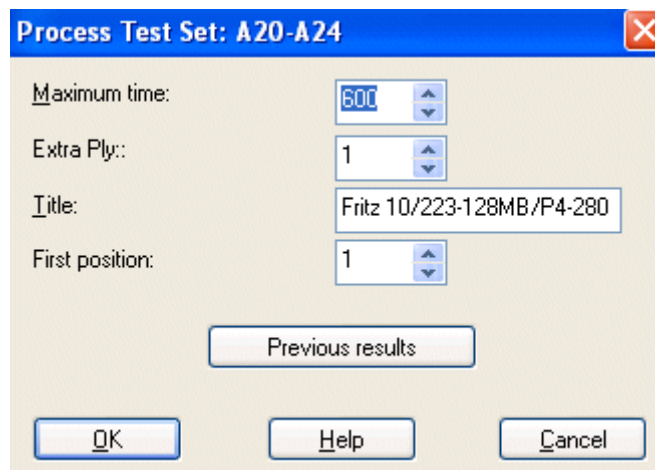 Process Test Set: A20-A24
Maximum time: 600
Extra Ply:: 1
Title: Fritz 10/223-128MB/P4-280
First position: 1
Previous results
OK Help Cancel